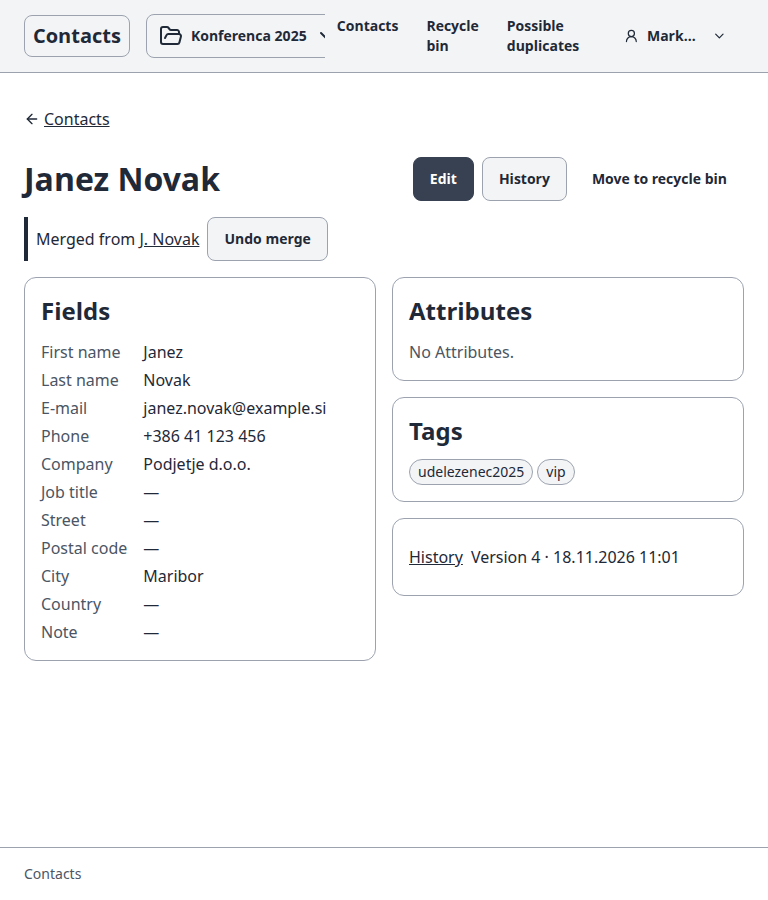 Contacts
Konferenca 2025
Contacts
Recycle bin
Possible duplicates
Mark...
Contacts
Janez Novak
Edit
History
Move to recycle bin
Merged from J. Novak
Undo merge
Fields
First name Janez
Last name Novak
E-mail janez.novak@example.si
Phone +386 41 123 456
Company Podjetje d.o.o.
Job title —
Street —
Postal code —
City Maribor
Country —
Note —
Attributes
No Attributes.
Tags
udelezenec2025 vip
History Version 4 · 18.11.2026 11:01
Contacts